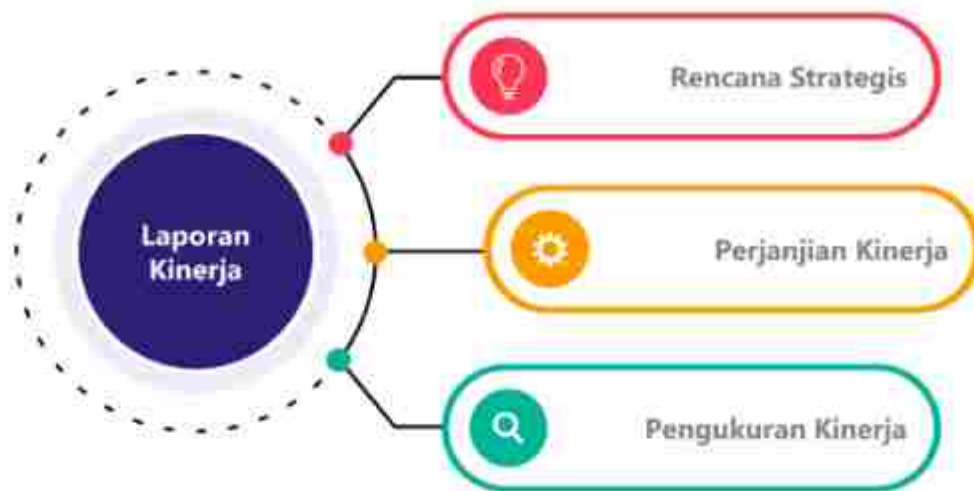 Laporan
Kinerja
Rencana Strategis
Perjanjian Kinerja
Pengukuran Kinerja